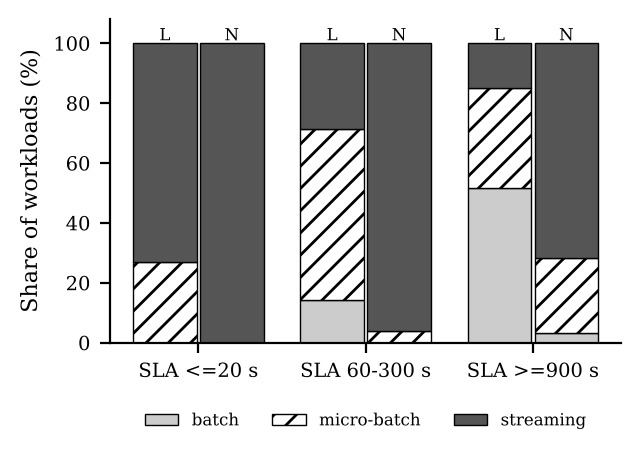 L N L N L N
100
80
60
40
20
0
Share of workloads (%)
SLA <=20 s SLA 60-300 s SLA >=900 s
batch micro-batch streaming